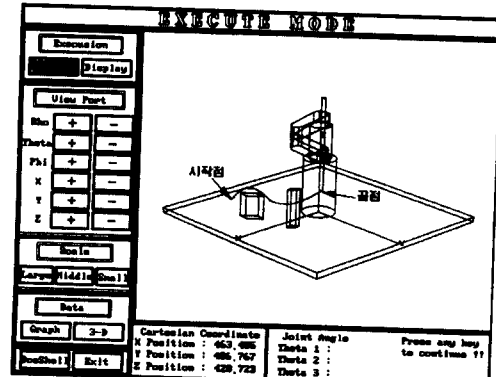 EXECUTE MODE
Execusion
Display
View Port
Rho + -
Theta + -
Phi + -
X + -
Y + -
Z + -
Scale
Large Middle Small
Data
Graph 3-D
DosShell Exit
시작점
끝점
Cartesian Coordinate
X Position : 463,485
Y Position : 486,767
Z Position : 428,723
Joint Angle
Theta 1 :
Theta 2 :
Theta 3 :
Press any key
to continue !!